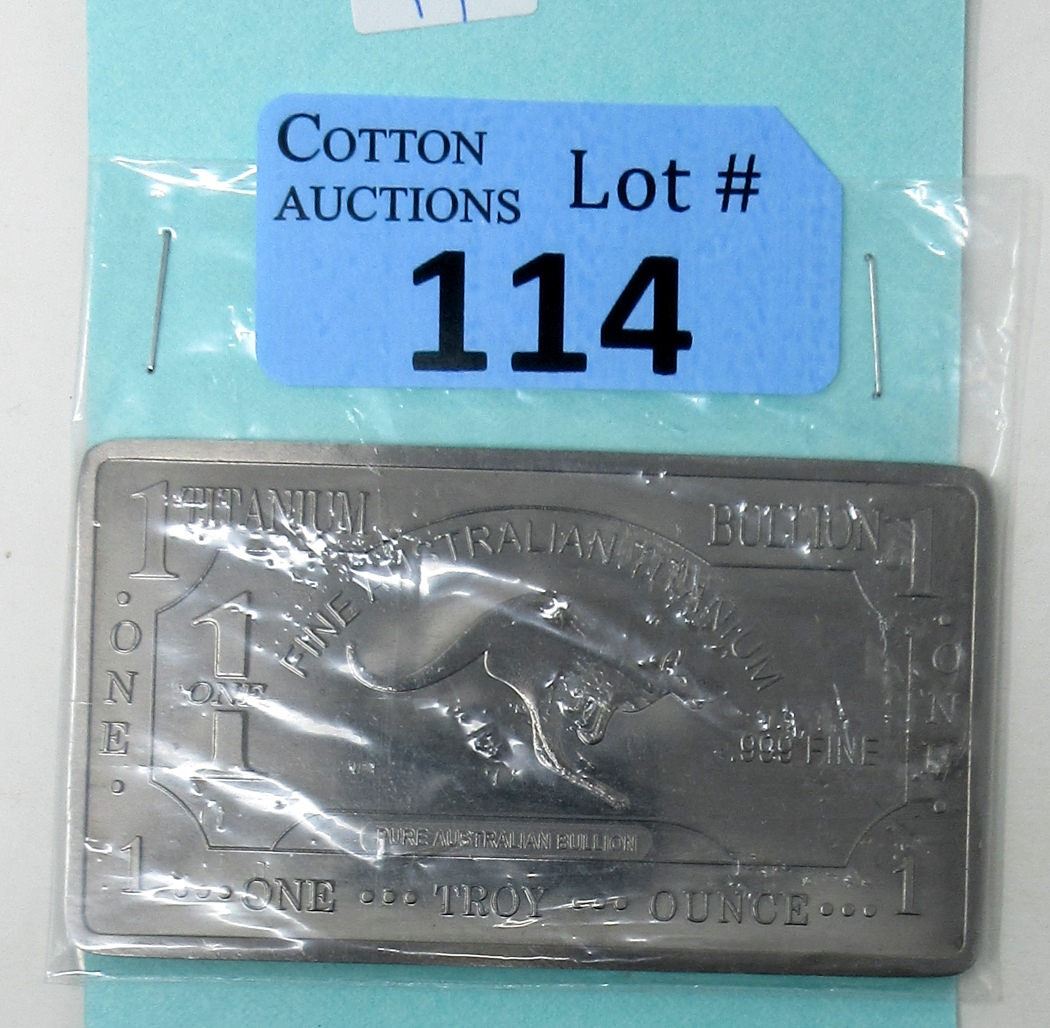 COTTON
AUCTIONS
Lot #
114
1 TITANIUM BULLION 1
FINE AUSTRALIAN TITANIUM
·ONE·
1
ONE
.999 FINE
·ONE·
PURE AUSTRALIAN BULLION
1 ...ONE ... TROY ... OUNCE... 1